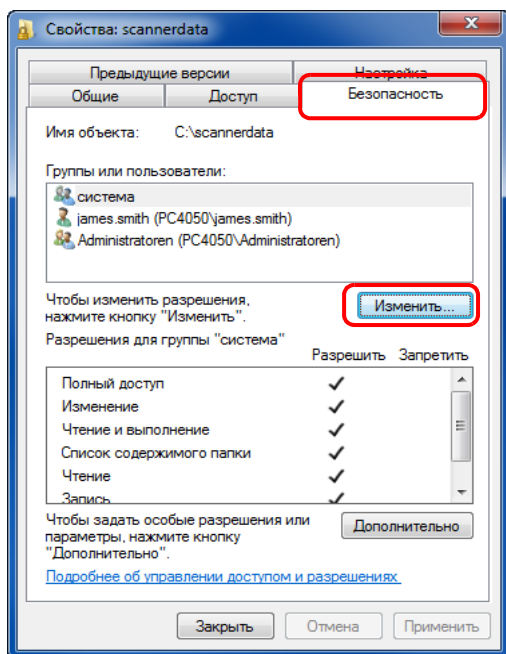 Свойства: scannerdata
Предыдущие версии
Настройка
Общие
Доступ
Безопасность
Имя объекта: C:\scannerdata
Группы или пользователи:
система
james.smith (PC4050\james.smith)
Administratoren (PC4050\Administratoren)
Чтобы изменить разрешения,
нажмите кнопку "Изменить".
Изменить...
Разрешения для группы "система"
Разрешить Запретить
Полный доступ
Изменение
Чтение и выполнение
Список содержимого папки
Чтение
Запись
Чтобы задать особые разрешения или
параметры, нажмите кнопку
"Дополнительно".
Дополнительно
Подробнее об управлении доступом и разрешениях
Закрыть
Отмена
Применить